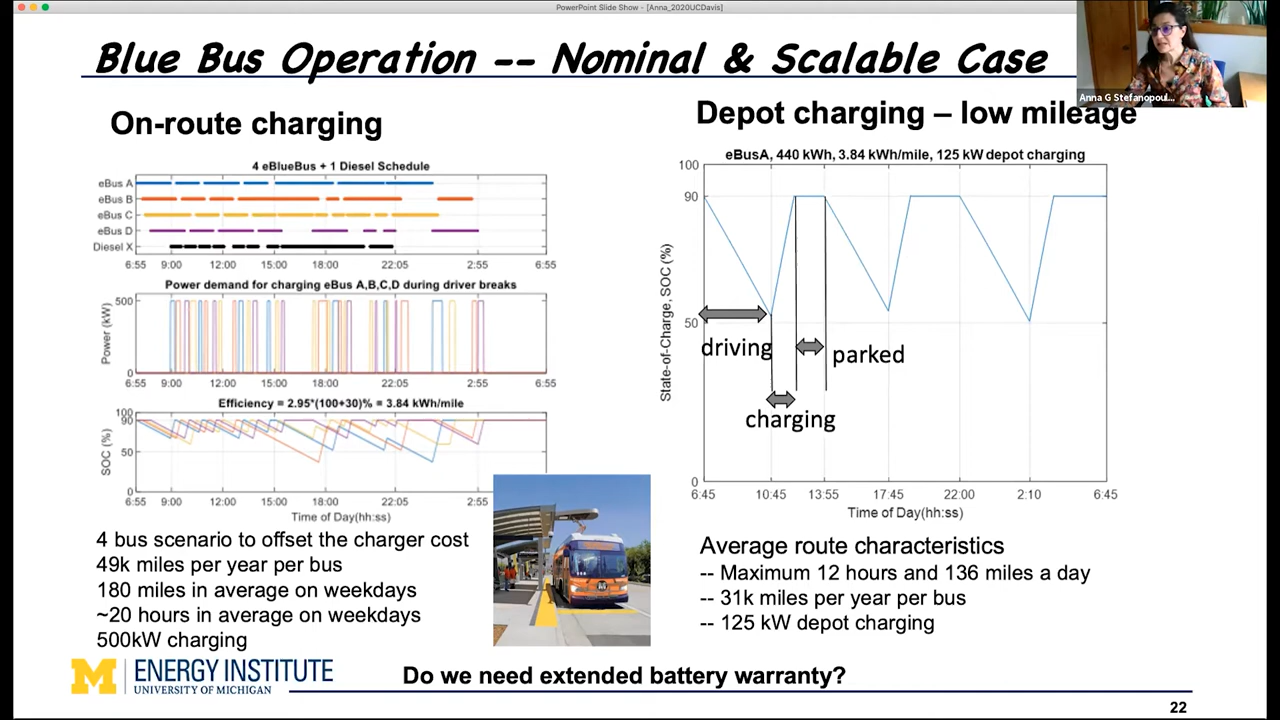 PowerPoint Slide Show - [Anna_2020UCDavis]
Blue Bus Operation -- Nominal & Scalable Case
Anna G Stefanopoul...
On-route charging
4 eBlueBus + 1 Diesel Schedule
eBus A
eBus B
eBus C
eBus D
Diesel X
6:55 9:00 12:00 15:00 18:00 22:05 2:55 6:55
Power demand for charging eBus A,B,C,D during driver breaks
Power (kW)
500
0
6:55 9:00 12:00 15:00 18:00 22:05 2:55 6:55
Efficiency = 2.95*(100+30)% = 3.84 kWh/mile
SOC (%)
100
90
50
0
6:55 9:00 12:00 15:00 18:00 22:05 2:55
Time of Day(hh:ss)
4 bus scenario to offset the charger cost
49k miles per year per bus
180 miles in average on weekdays
~20 hours in average on weekdays
500kW charging
Depot charging – low mileage
eBusA, 440 kWh, 3.84 kWh/mile, 125 kW depot charging
State-of-Charge, SOC (%)
100
90
50
0
driving
parked
charging
6:45 10:45 13:55 17:45 22:00 2:10 6:45
Time of Day(hh:ss)
Average route characteristics
-- Maximum 12 hours and 136 miles a day
-- 31k miles per year per bus
-- 125 kW depot charging
M ENERGY INSTITUTE
UNIVERSITY OF MICHIGAN
Do we need extended battery warranty?
22